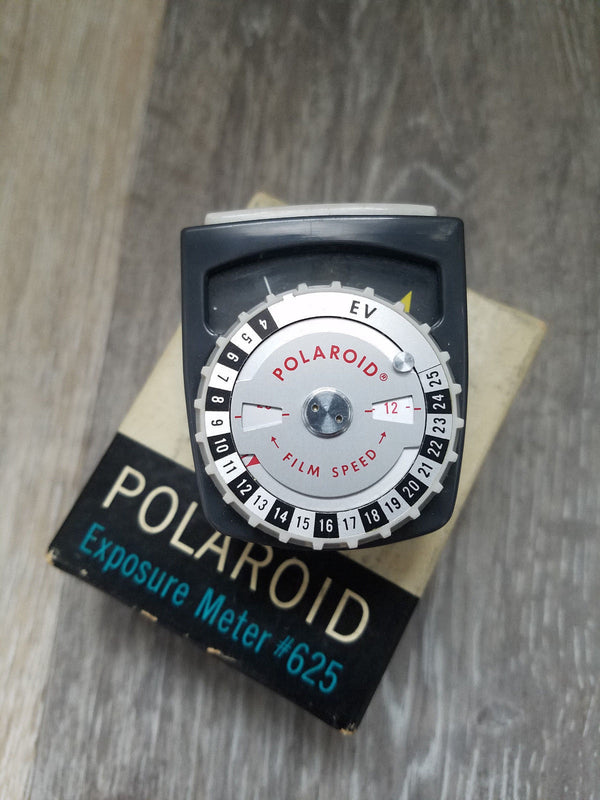 EV
POLAROID®
4 5 6 7 8 9 10 11 12 13 14 15 16 17 18 19 20 21 22 23 24 25
12
FILM SPEED
POLAROID
Exposure Meter #625